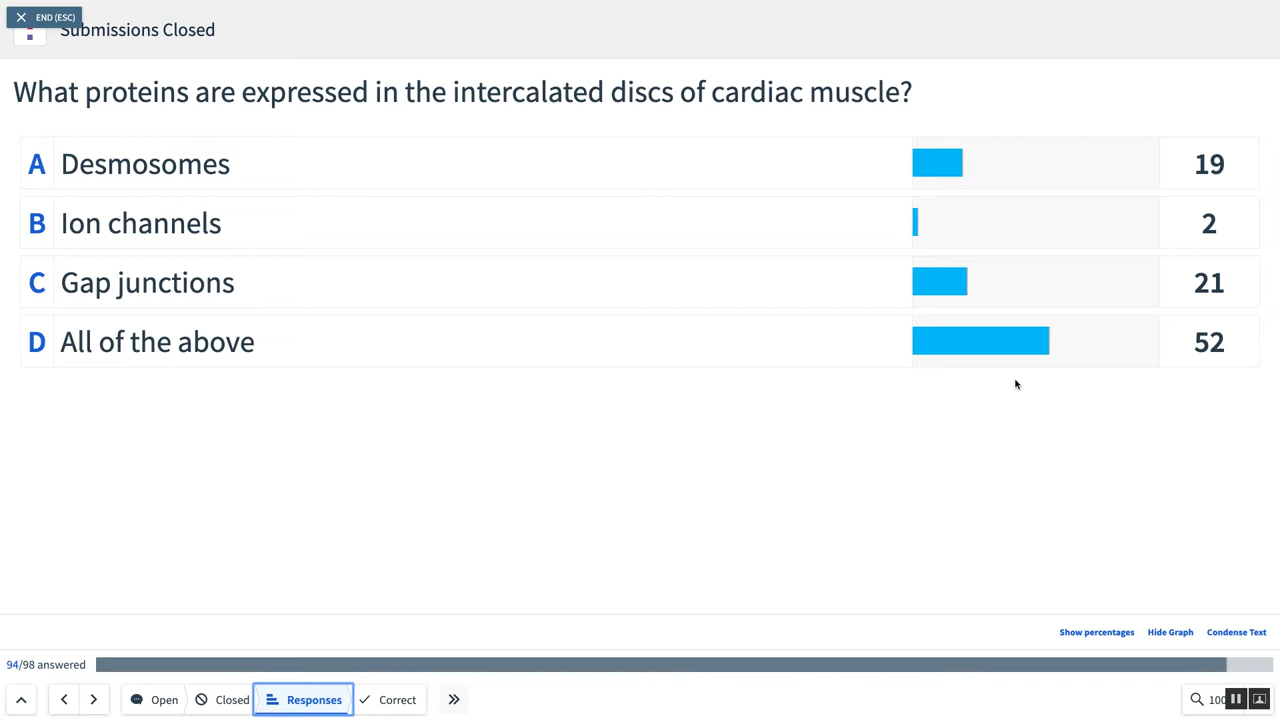 END (ESC)
Submissions Closed
What proteins are expressed in the intercalated discs of cardiac muscle?
A Desmosomes 19
B Ion channels 2
C Gap junctions 21
D All of the above 52
Show percentages Hide Graph Condense Text
94/98 answered
Open Closed Responses Correct